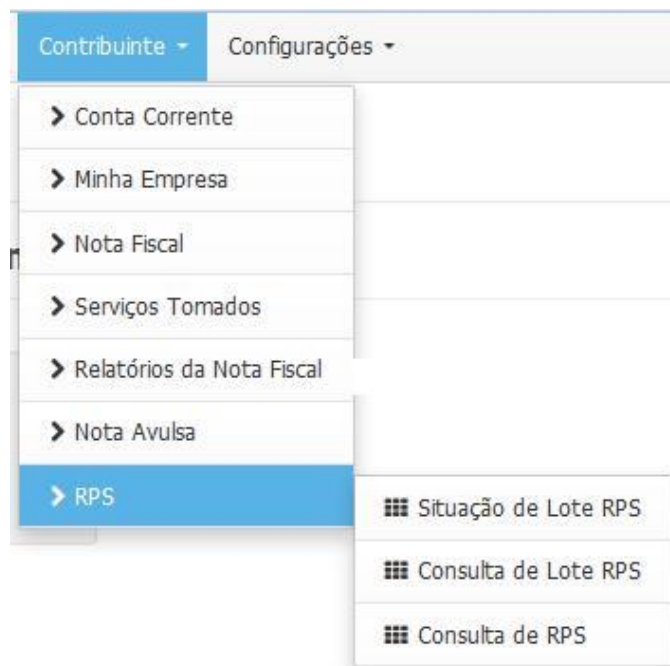 Contribuinte Configurações
Conta Corrente
Minha Empresa
Nota Fiscal
Serviços Tomados
Relatórios da Nota Fiscal
Nota Avulsa
RPS
Situação de Lote RPS
Consulta de Lote RPS
Consulta de RPS